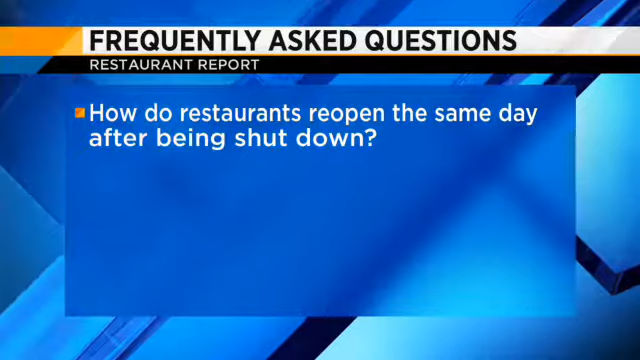 FREQUENTLY ASKED QUESTIONS
RESTAURANT REPORT
How do restaurants reopen the same day
after being shut down?